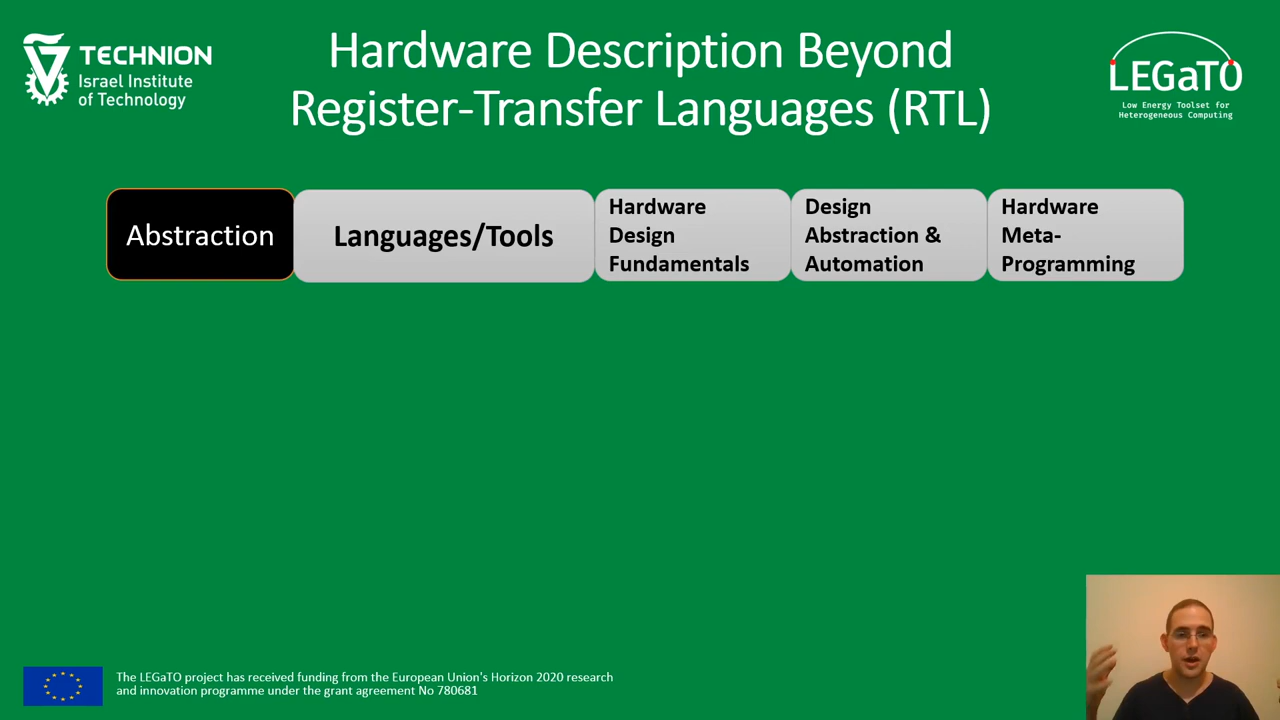 TECHNION
Israel Institute
of Technology
Hardware Description Beyond
Register-Transfer Languages (RTL)
LEGaTO
Low Energy Toolset for
Heterogeneous Computing
Abstraction
Languages/Tools
Hardware
Design
Fundamentals
Design
Abstraction &
Automation
Hardware
Meta-
Programming
The LEGaTO project has received funding from the European Union's Horizon 2020 research
and innovation programme under the grant agreement No 780681